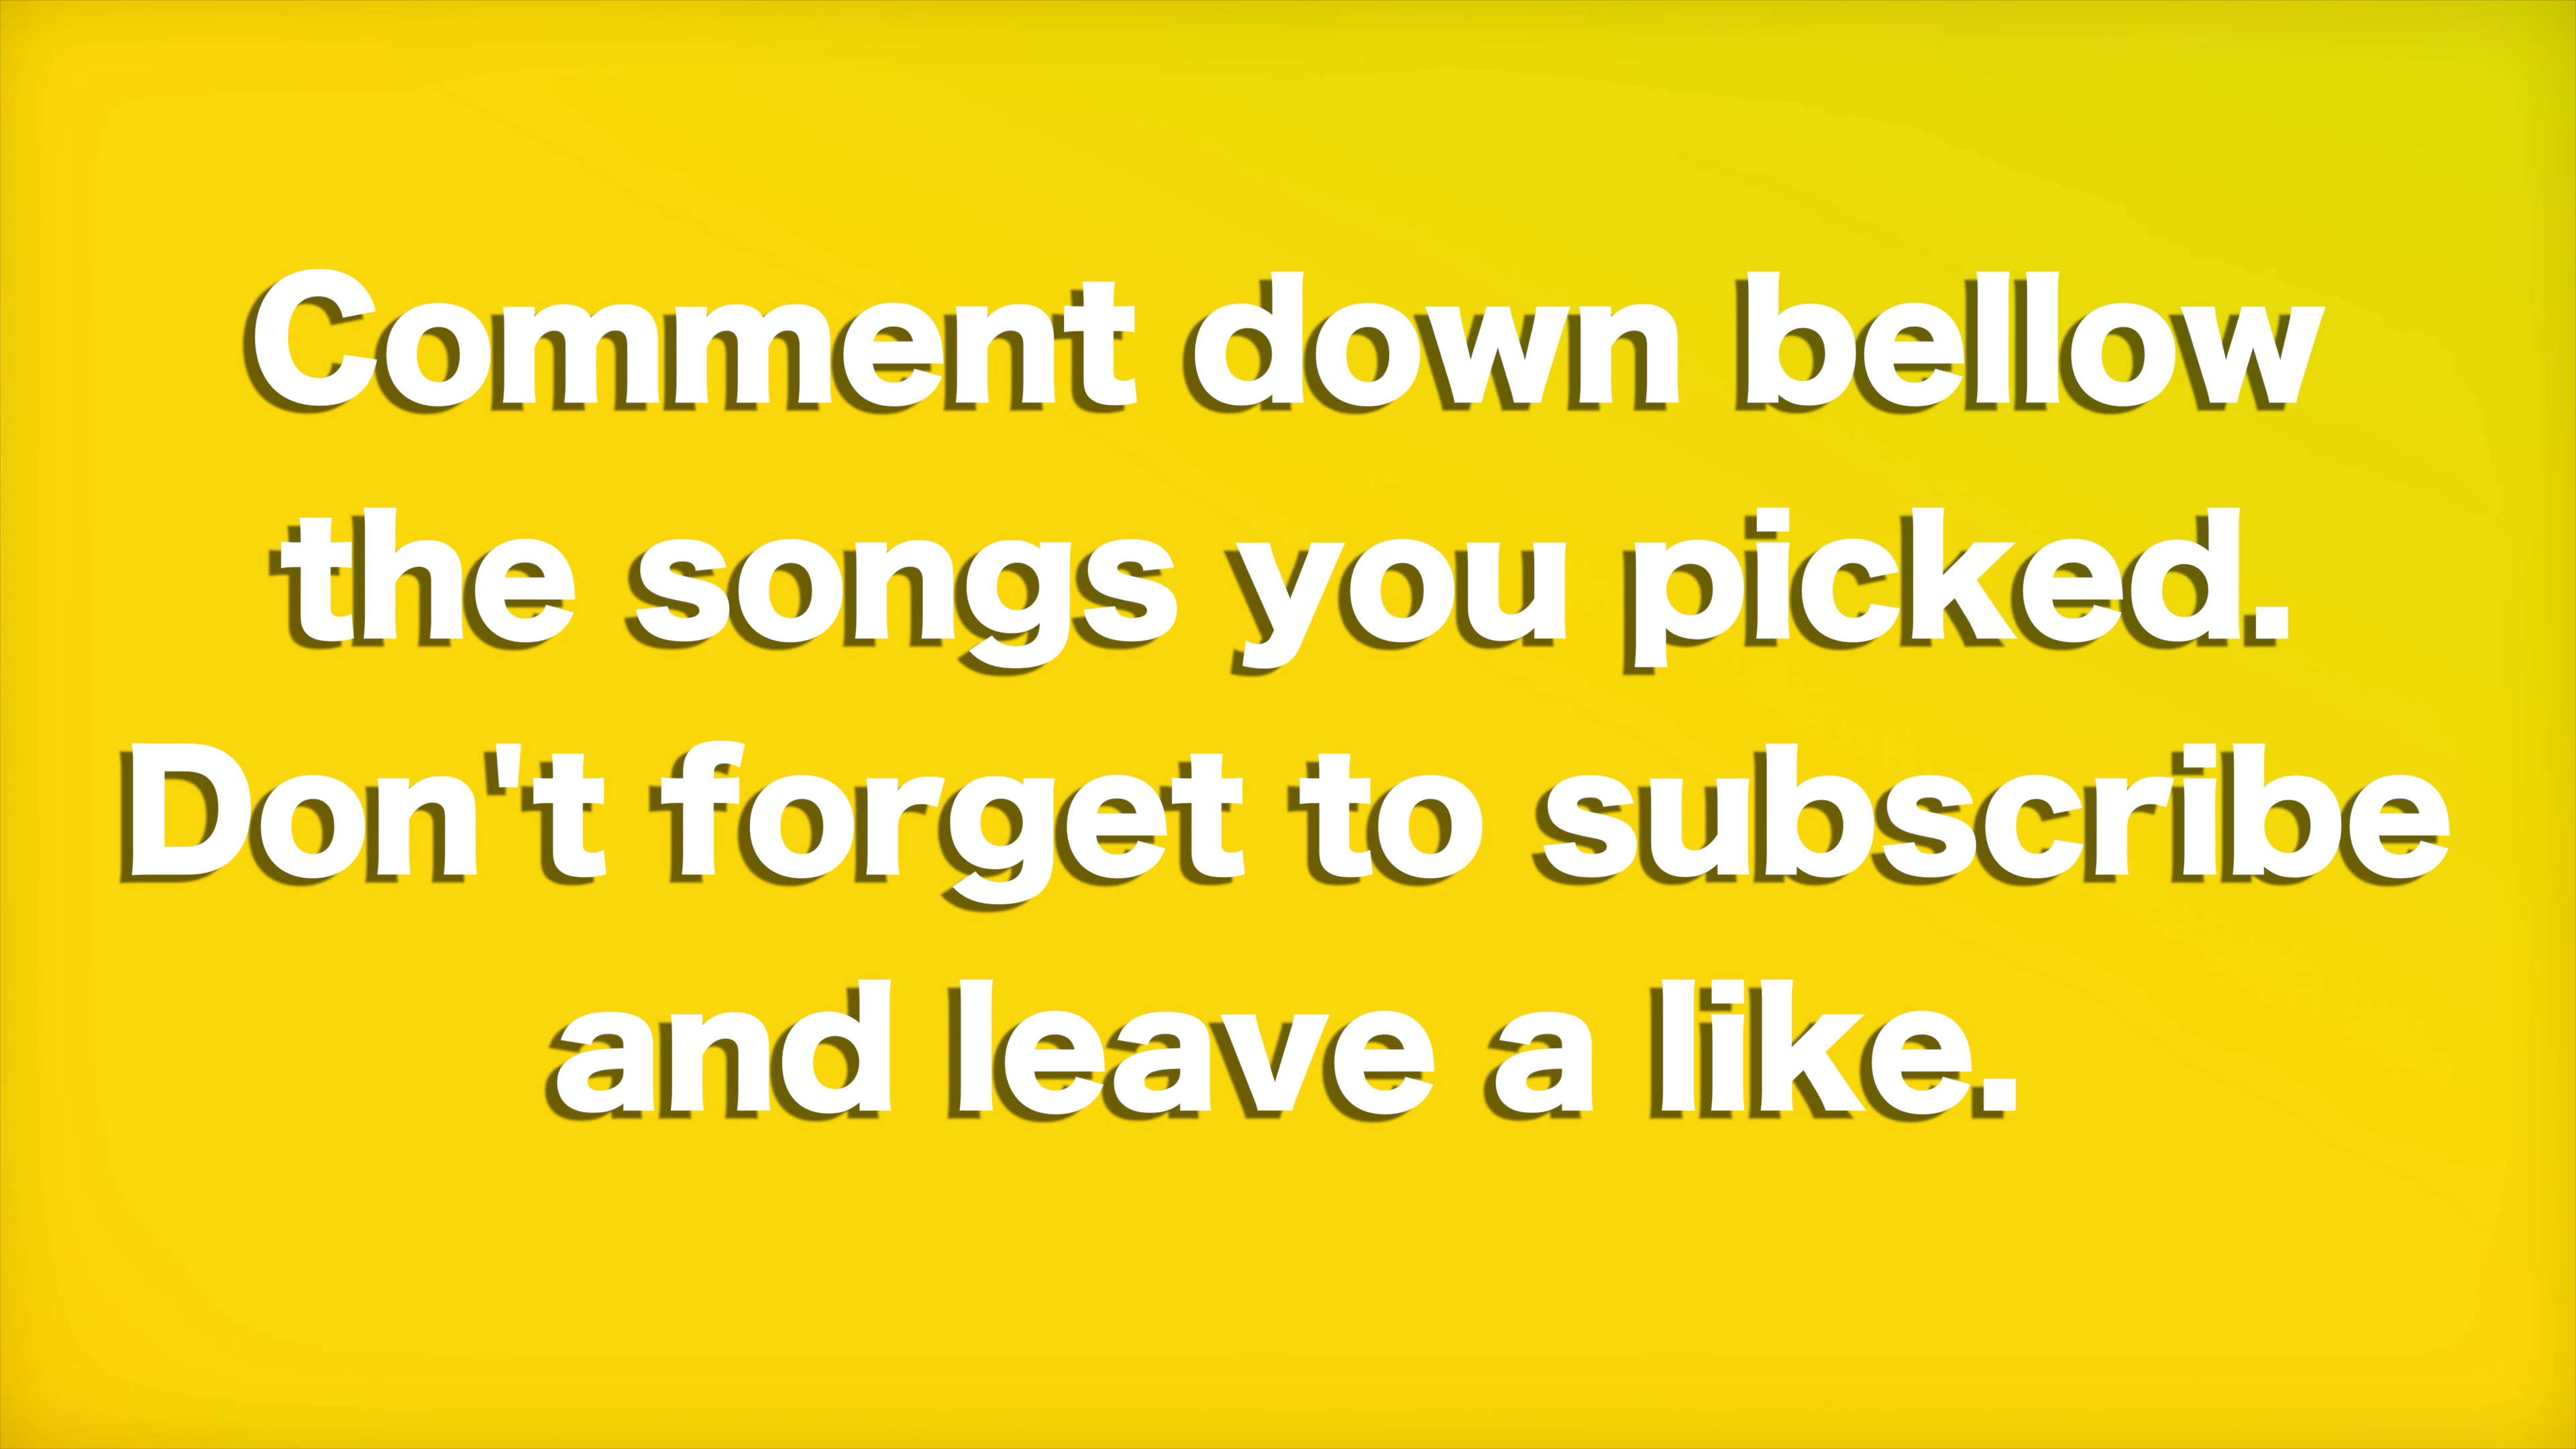 Comment down bellow
the songs you picked.
Don't forget to subscribe
and leave a like.